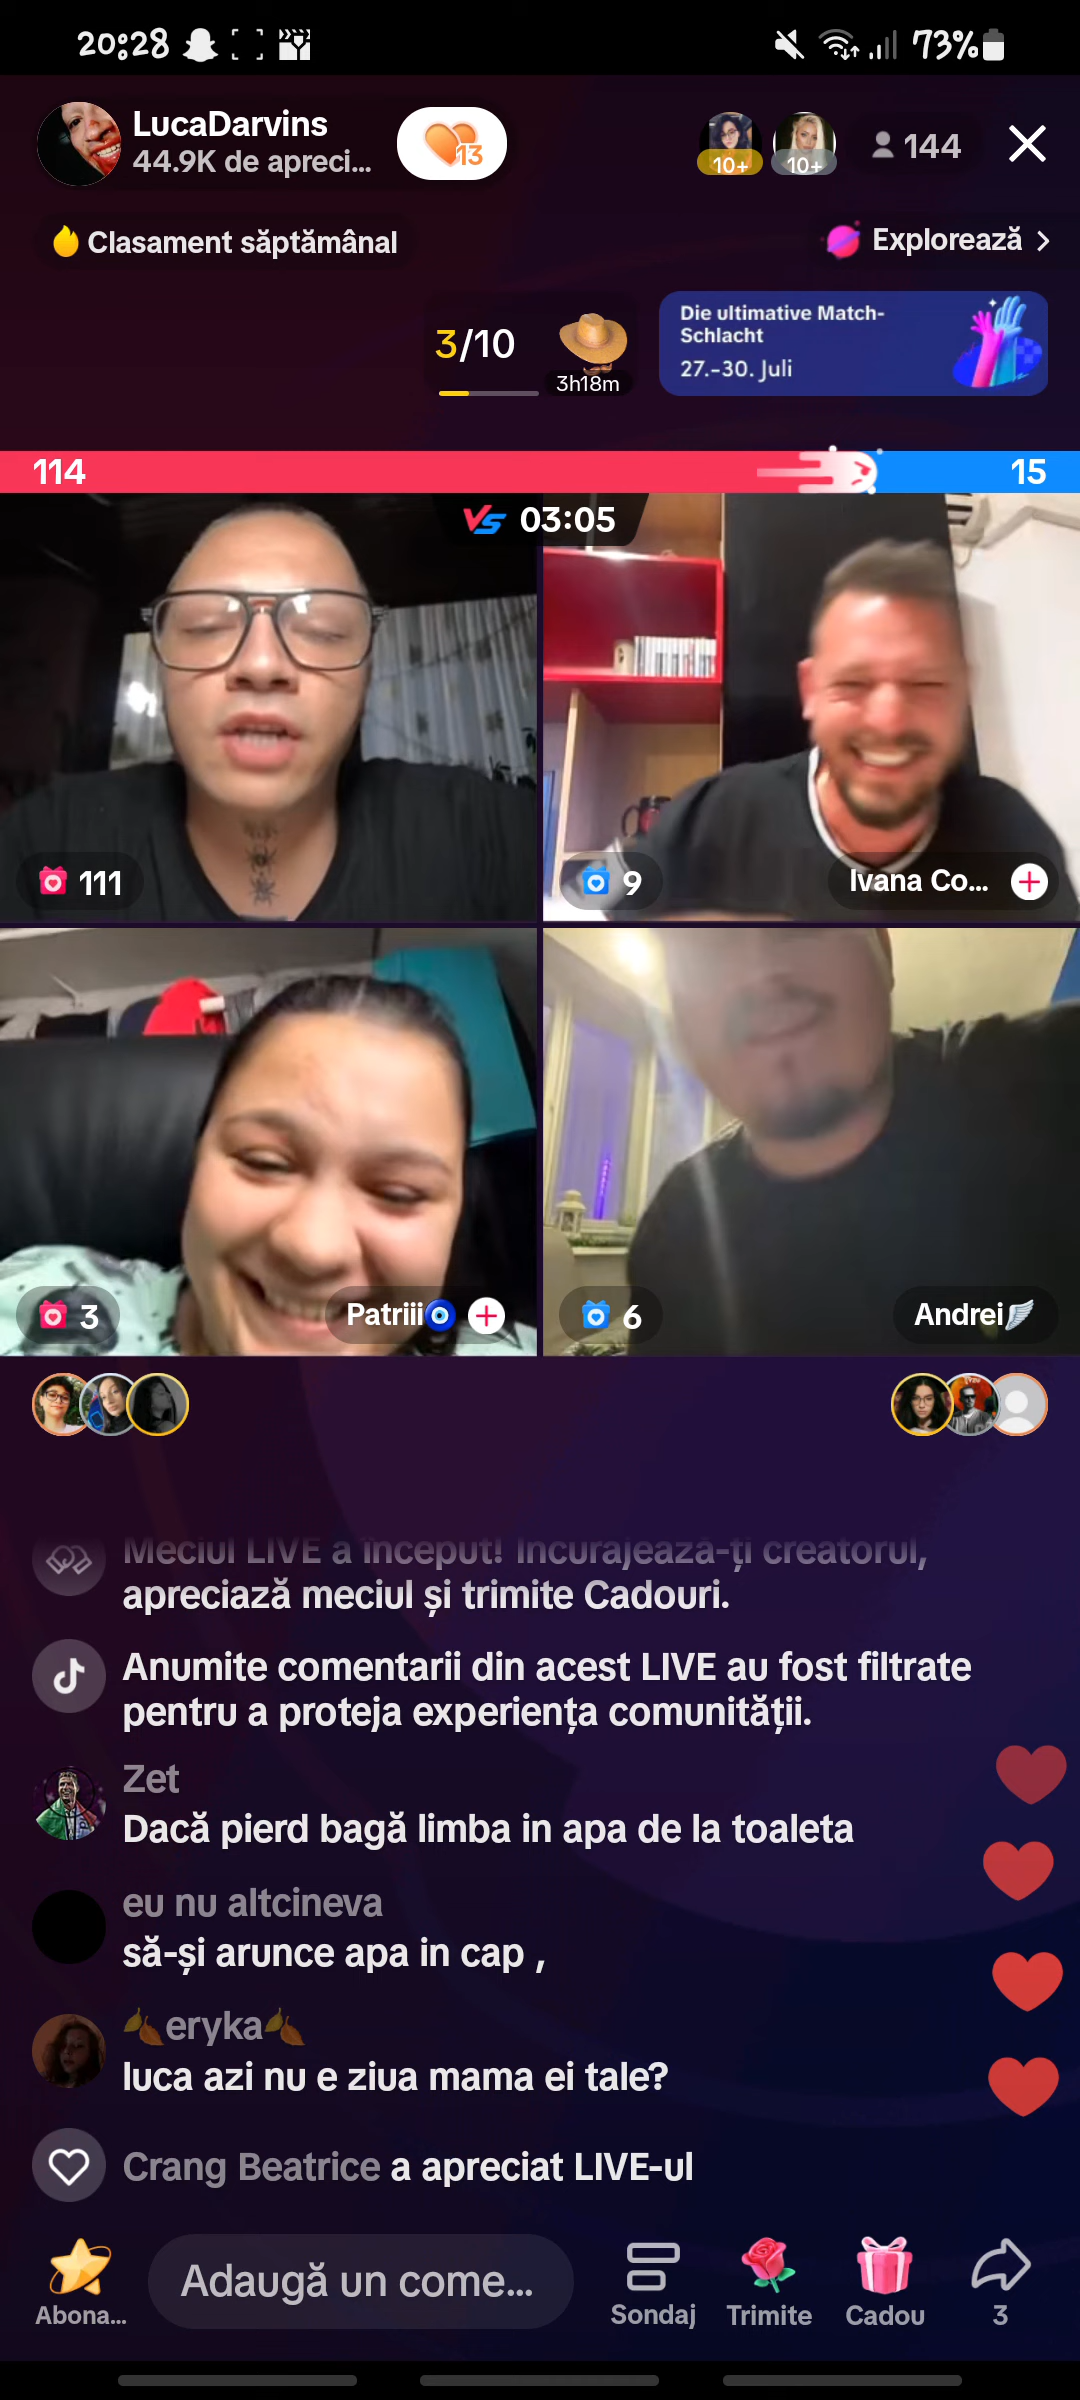 20:28
73%
LucaDarvins
44.9K de apreci...
13
10+
10+
144
Clasament săptămânal
Explorează
3/10
3h18m
Die ultimative Match-
Schlacht
27.-30. Juli
114
15
VS 03:05
111
9
Ivana Co...
3
Patriii
6
Andrei
Meciul LIVE a început! Încurajează-ți creatorul,
apreciază meciul și trimite Cadouri.
Anumite comentarii din acest LIVE au fost filtrate
pentru a proteja experiența comunității.
Zet
Dacă pierd bagă limba in apa de la toaleta
eu nu altcineva
să-și arunce apa in cap ,
🍂eryka🍂
luca azi nu e ziua mama ei tale?
Crang Beatrice a apreciat LIVE-ul
Abona...
Adaugă un come...
Sondaj
Trimite
Cadou
3